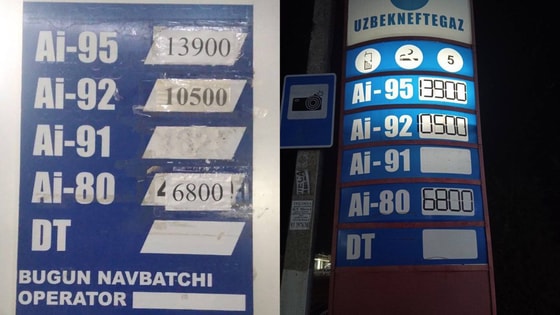 Ai-95 13900
Ai-92 10500
Ai-91
Ai-80 6800
DT
BUGUN NAVBATCHI
OPERATOR
UZBEKNEFTEGAZ
5
Ai-95 13900
Ai-92 10500
Ai-91
Ai-80 6800
DT